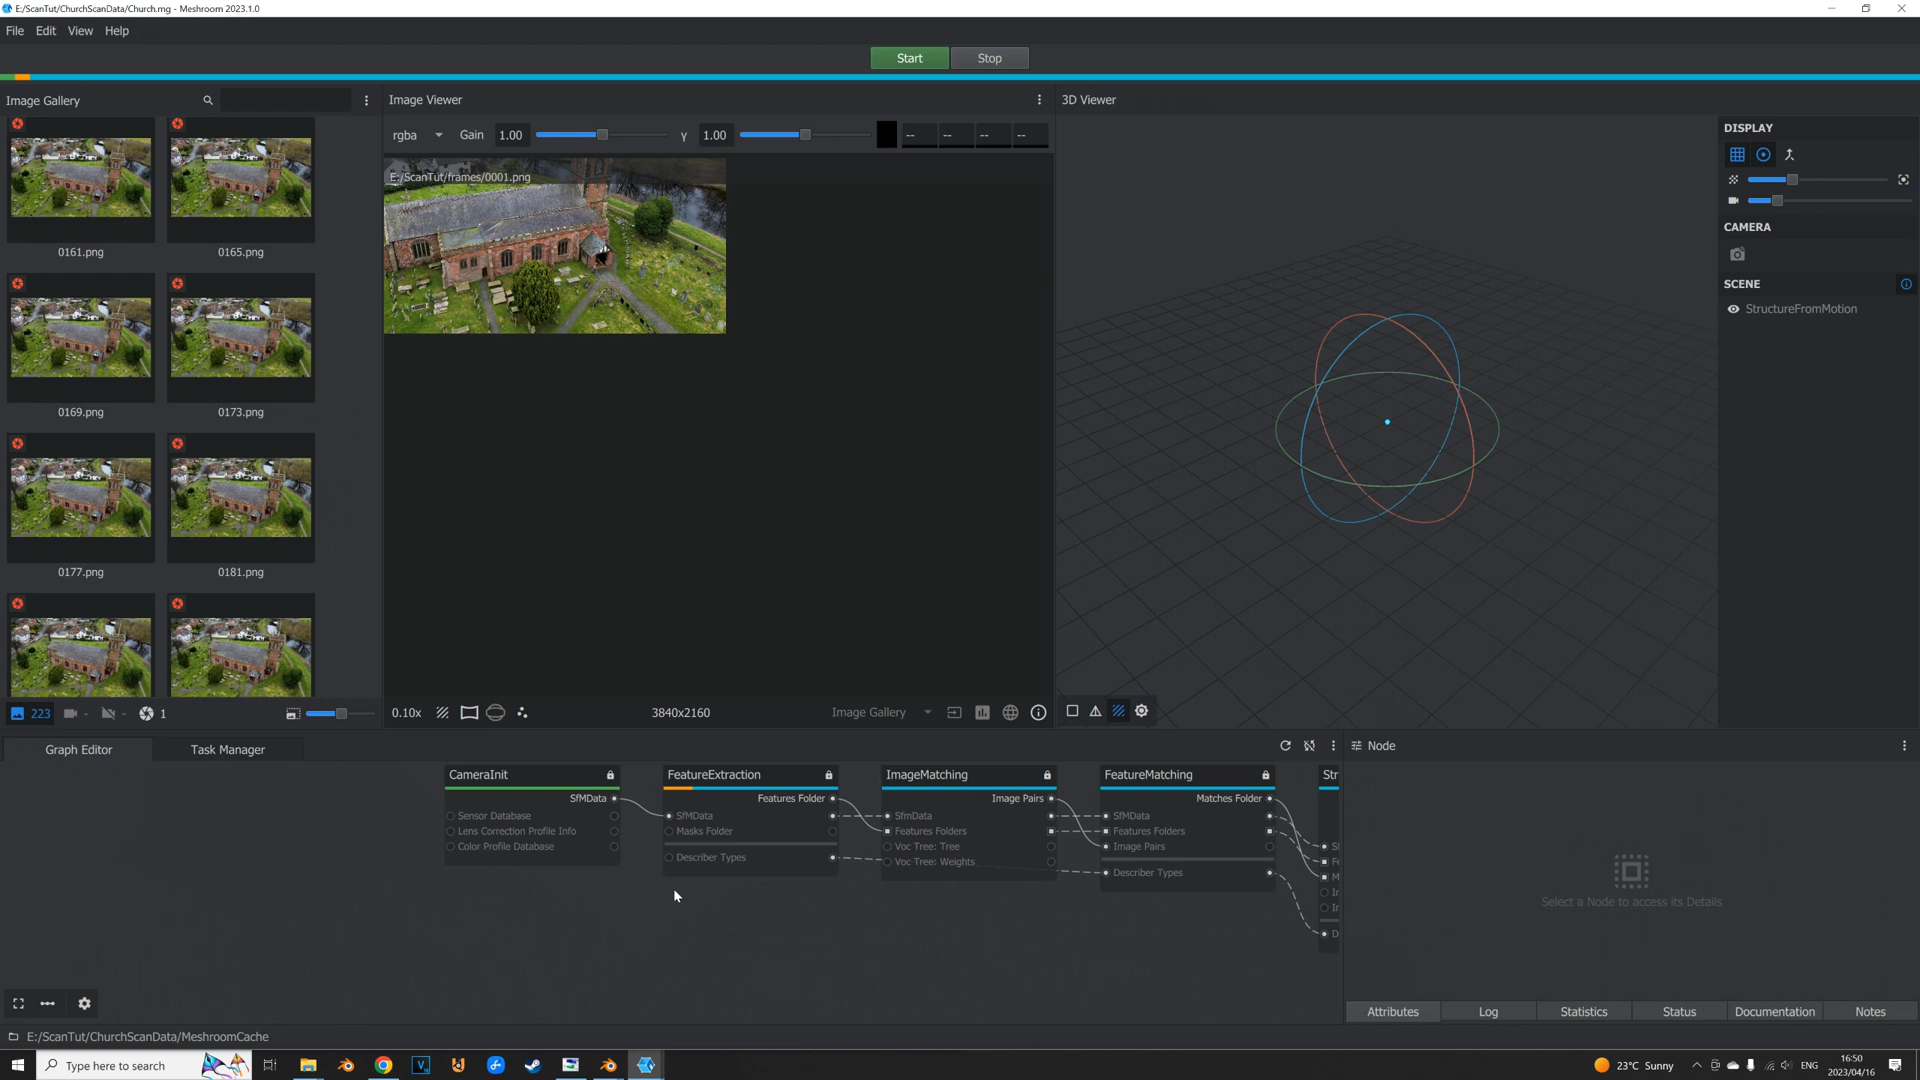 E:/ScanTut/ChurchScanData/Church.mg - Meshroom 2023.1.0
File Edit View Help
Start Stop
Image Gallery
Image Viewer
3D Viewer
rgba Gain 1.00 γ 1.00 -- -- -- --
E:/ScanTut/frames/0001.png
DISPLAY
CAMERA
SCENE
StructureFromMotion
0161.png 0165.png
0169.png 0173.png
0177.png 0181.png
223 - - 1
0.10x 3840x2160 Image Gallery
Graph Editor Task Manager
Node
CameraInit
SfMData
Sensor Database
Lens Correction Profile Info
Color Profile Database
FeatureExtraction
Features Folder
SfMData
Masks Folder
Describer Types
ImageMatching
Image Pairs
SfmData
Features Folders
Voc Tree: Tree
Voc Tree: Weights
FeatureMatching
Matches Folder
SfMData
Features Folders
Image Pairs
Describer Types
Str
Sf
Fe
M
In
In
D
Select a Node to access its Details
Attributes Log Statistics Status Documentation Notes
E:/ScanTut/ChurchScanData/MeshroomCache
Type here to search
23°C Sunny
ENG
16:50
2023/04/16